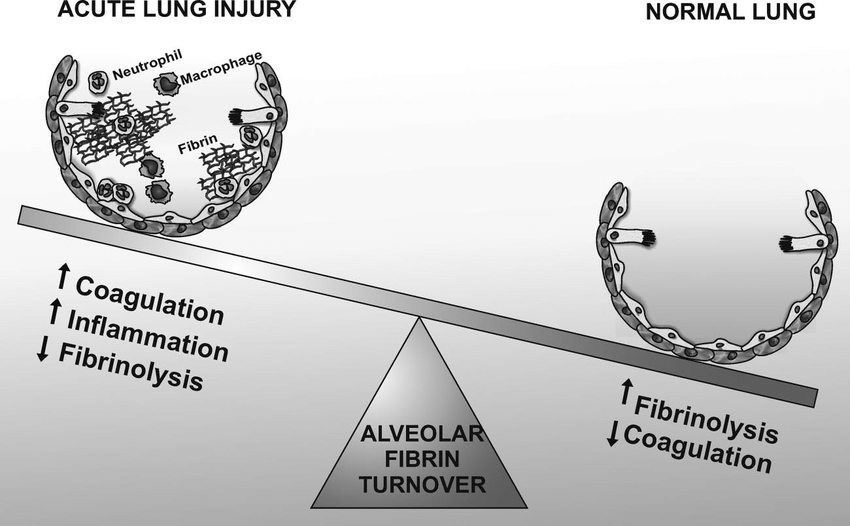 ACUTE LUNG INJURY
NORMAL LUNG
Neutrophil
Macrophage
Fibrin
↑ Coagulation
↑ Inflammation
↓ Fibrinolysis
↑ Fibrinolysis
↓ Coagulation
ALVEOLAR
FIBRIN
TURNOVER